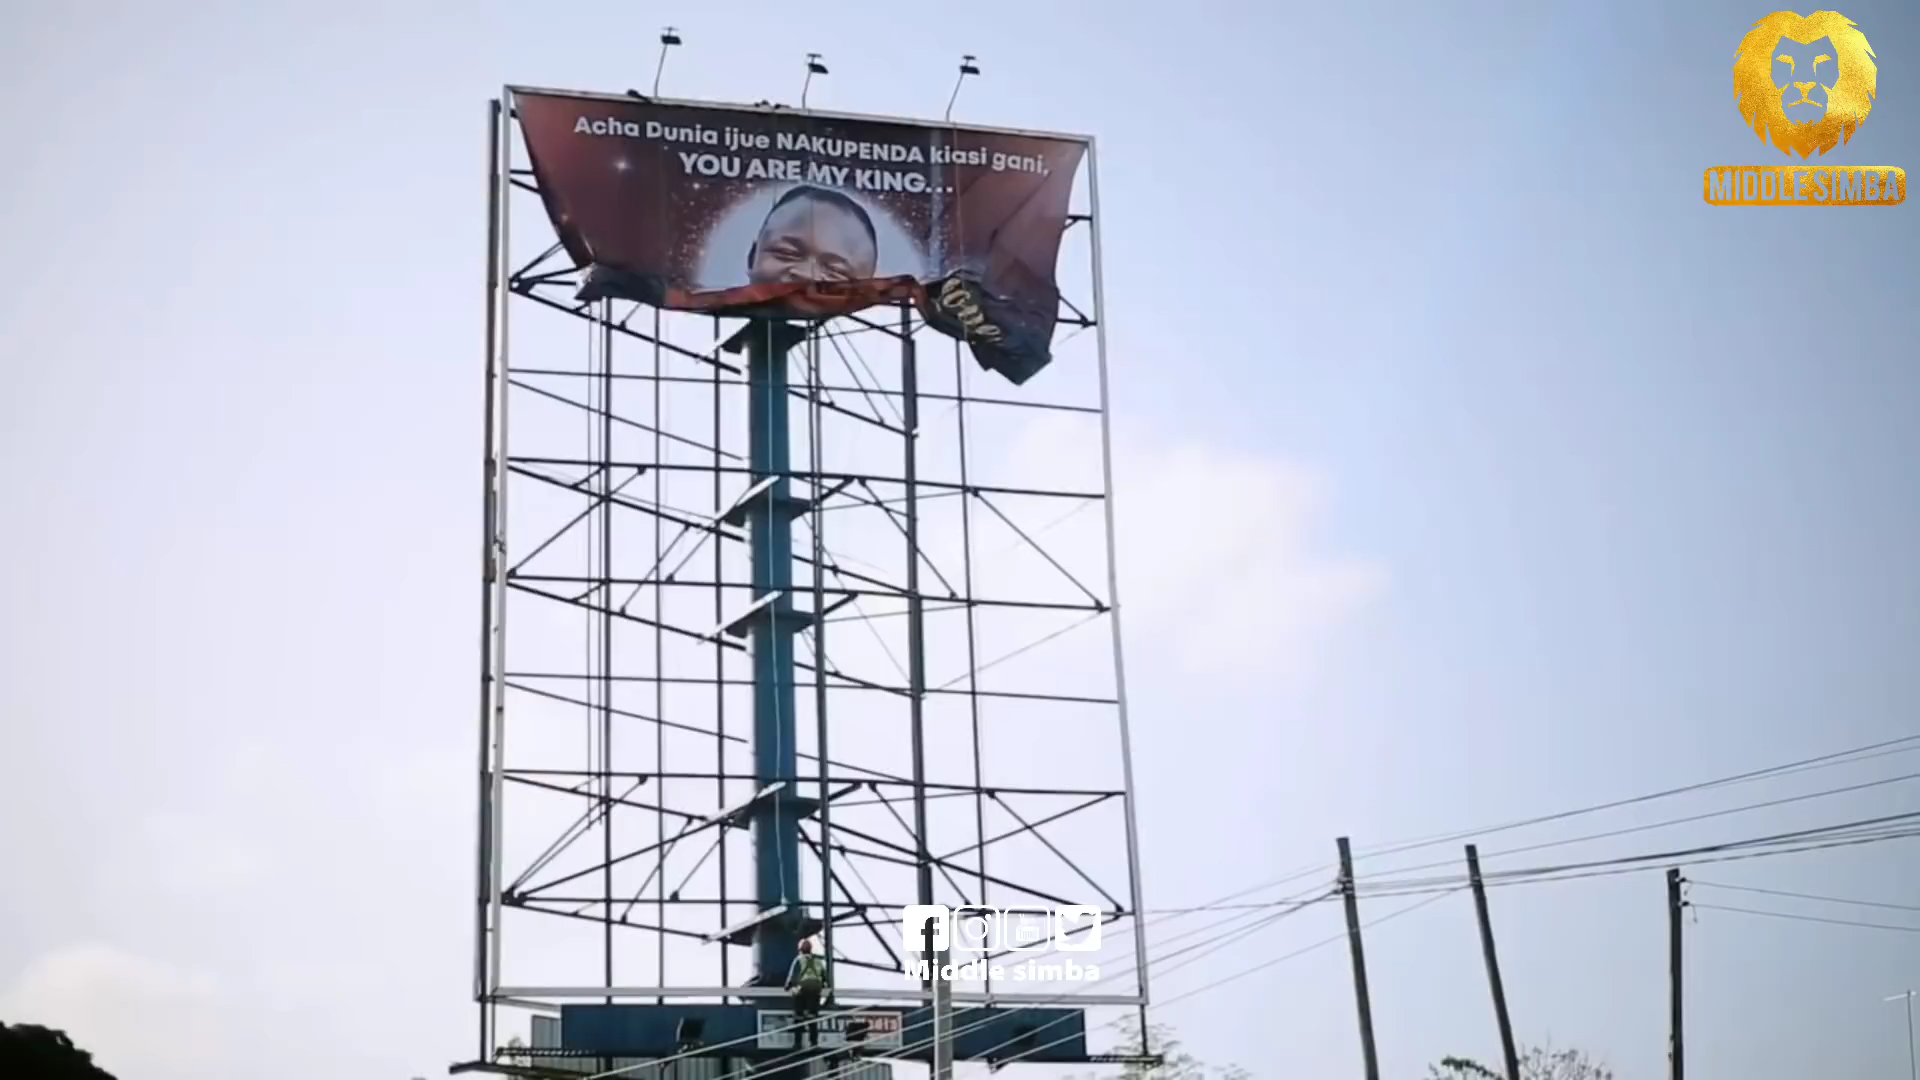 Acha Dunia ijue NAKUPENDA kiasi gani,
YOU ARE MY KING...
MIDDLE SIMBA
Middle simba